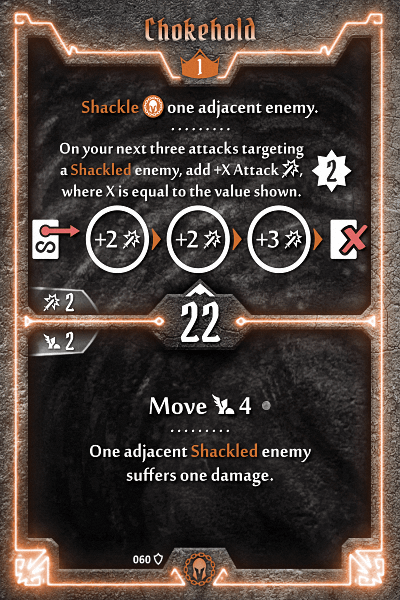 Chokehold
1
Shackle one adjacent enemy.
On your next three attacks targeting
a Shackled enemy, add +X Attack,
where X is equal to the value shown.
2
+2 +2 +3
2
22
2
Move 4
One adjacent Shackled enemy
suffers one damage.
060